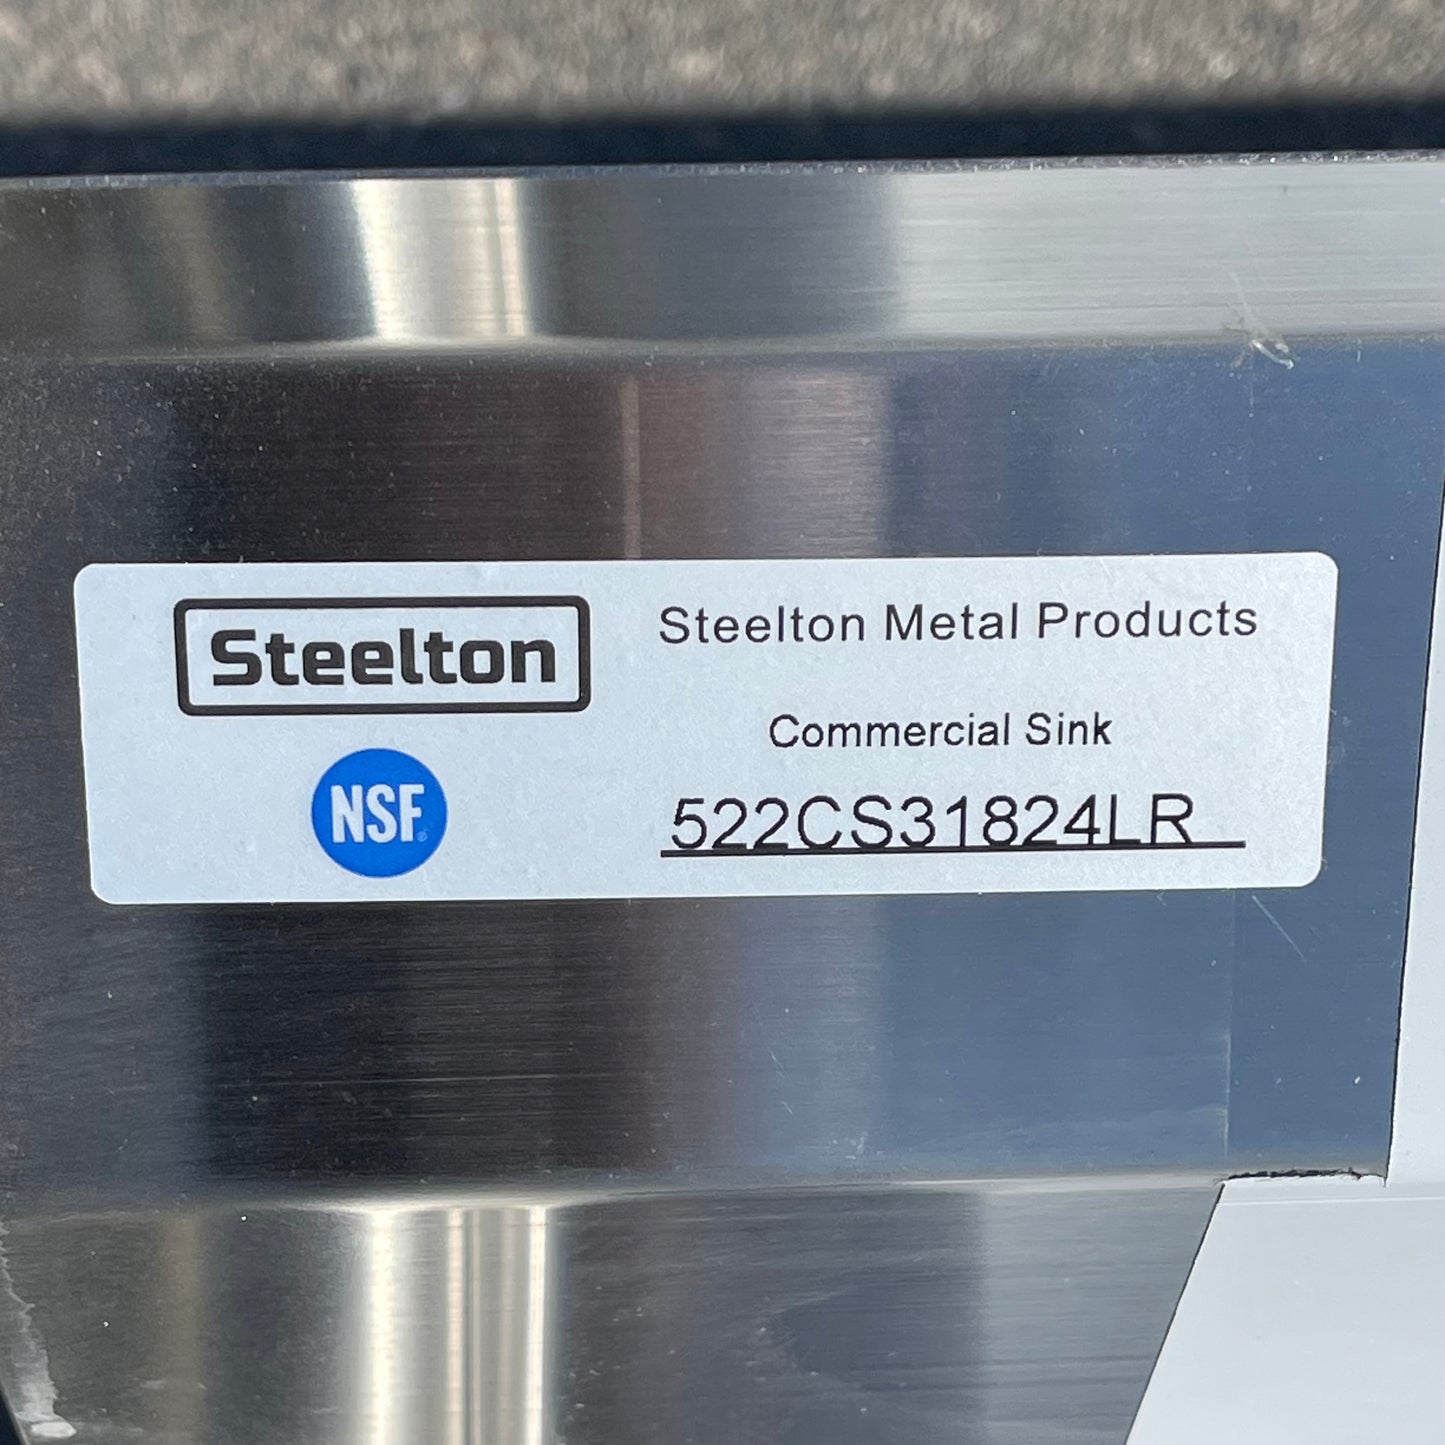 Steelton
NSF
Steelton Metal Products
Commercial Sink
522CS31824LR